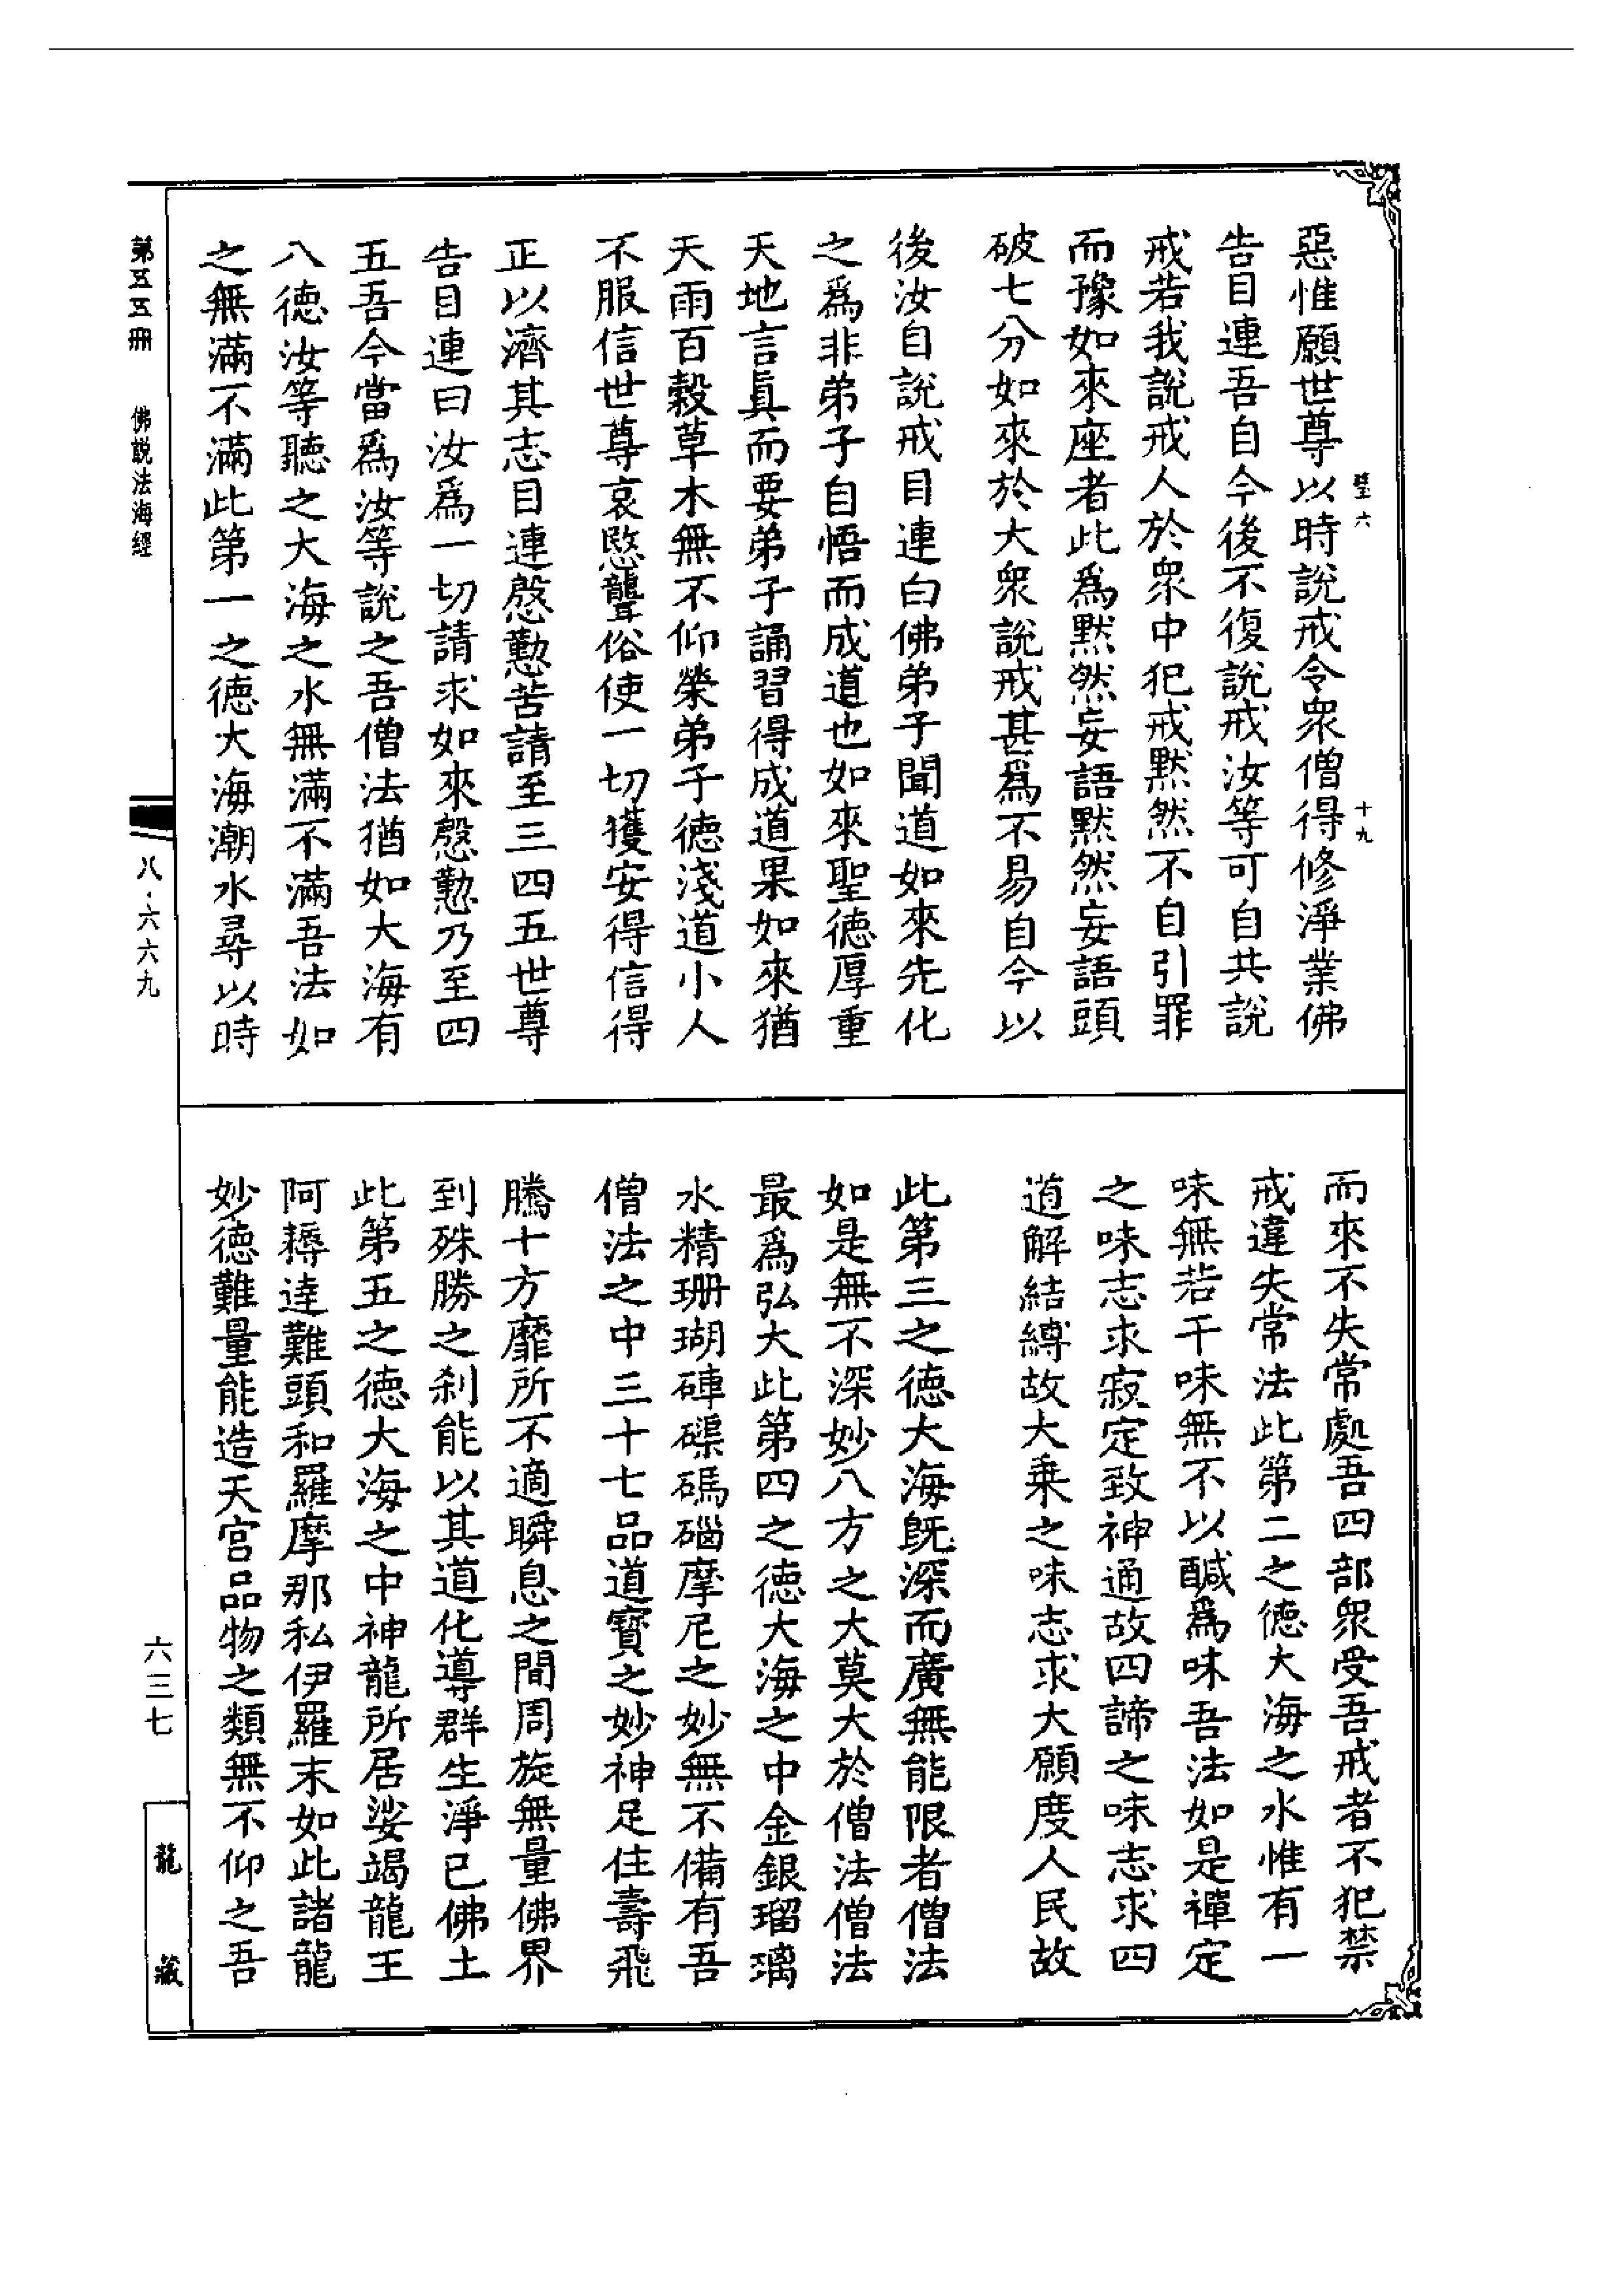 惡惟願世尊以時說戒令衆僧得修淨業佛
告目連吾自今後不復說戒汝等可自共說
戒若我說戒人於衆中犯戒默然不自引罪
而豫如來座者此爲默然妄語默然妄語頭
破七分如來於大衆說戒甚爲不易自今以
後汝自說戒目連白佛弟子聞道如來先化
之爲非弟子自悟而成道也如來聖德厚重
天地言眞而要弟子誦習得成道果如來猶
天雨百穀草木無不仰榮弟子德淺道小人
不服信世尊哀愍聾俗使一切獲安得信得
正以濟其志目連慇懃苦請至三四五世尊
告目連曰汝爲一切請求如來慇懃乃至四
五吾今當爲汝等說之吾僧法猶如大海有
八德汝等聽之大海之水無滿不滿吾法如
之無滿不滿此第一之德大海潮水尋以時
六
十九
而來不失常處吾四部衆受吾戒者不犯禁
戒違失常法此第二之德大海之水惟有一
味無若干味無不以鹹爲味吾法如是禪定
之味志求寂定致神通故四諦之味志求四
道解結縛故大乘之味志求大願度人民故
此第三之德大海旣深而廣無能限者僧法
如是無不深妙八方之大莫大於僧法僧法
最爲弘大此第四之德大海之中金銀瑠璃
水精珊瑚硨磲碼碯摩尼之妙無不備有吾
僧法之中三十七品道寶之妙神足住壽飛
騰十方靡所不適瞬息之間周旋無量佛界
到殊勝之刹能以其道化導群生淨已佛土
此第五之德大海之中神龍所居娑竭龍王
阿耨達難頭和羅摩那私伊羅末如此諸龍
妙德難量能造天宮品物之類無不仰之吾
第五五冊　佛說法海經
八·六六九
六三七
龍藏